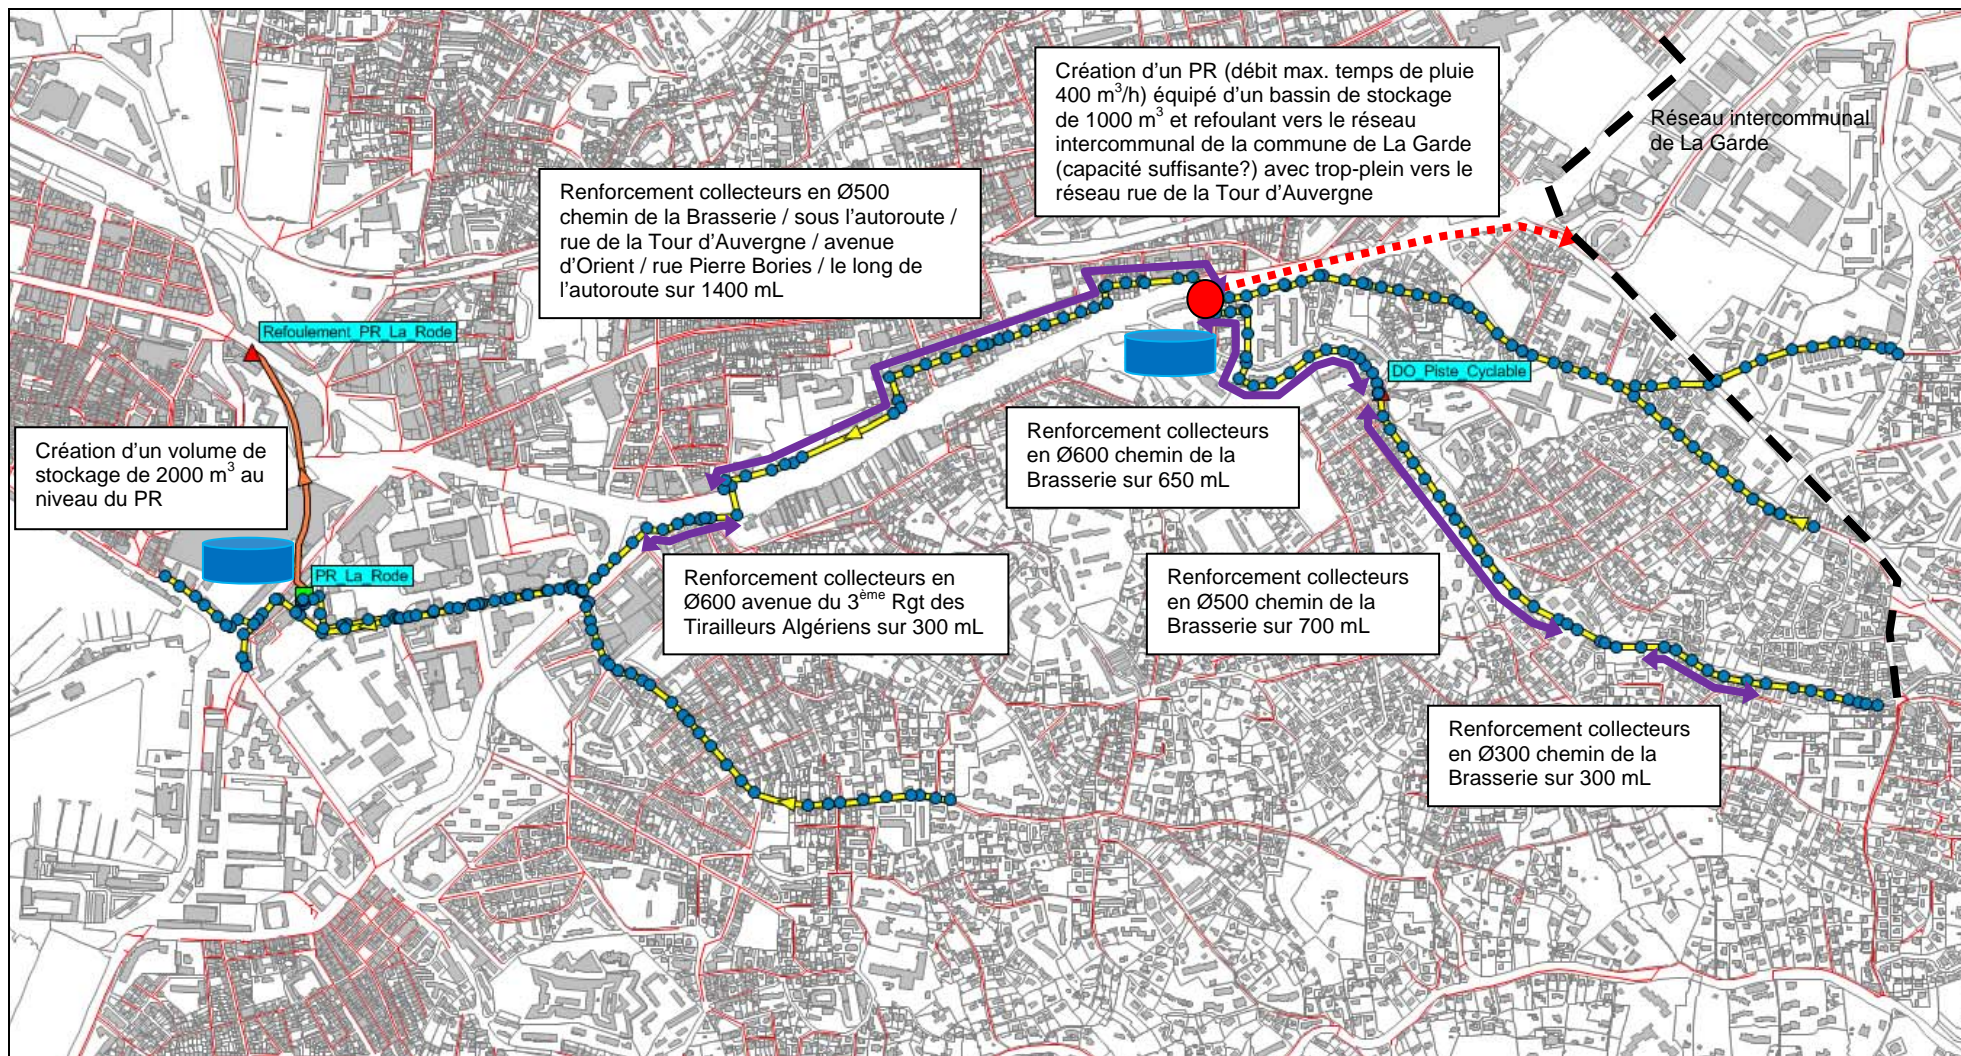 Création d'un PR (débit max. temps de pluie
400 m³/h) équipé d'un bassin de stockage
de 1000 m³ et refoulant vers le réseau
intercommunal de la commune de La Garde
(capacité suffisante?) avec trop-plein vers le
réseau rue de la Tour d'Auvergne
Réseau intercommunal
de La Garde
Renforcement collecteurs en Ø500
chemin de la Brasserie / sous l'autoroute /
rue de la Tour d'Auvergne / avenue
d'Orient / rue Pierre Bories / le long de
l'autoroute sur 1400 mL
Refoulement_PR_La_Rode
DO_Piste_Cyclable
Création d'un volume de
stockage de 2000 m³ au
niveau du PR
Renforcement collecteurs
en Ø600 chemin de la
Brasserie sur 650 mL
PR_La_Rode
Renforcement collecteurs en
Ø600 avenue du 3ème Rgt des
Tirailleurs Algériens sur 300 mL
Renforcement collecteurs
en Ø500 chemin de la
Brasserie sur 700 mL
Renforcement collecteurs
en Ø300 chemin de la
Brasserie sur 300 mL